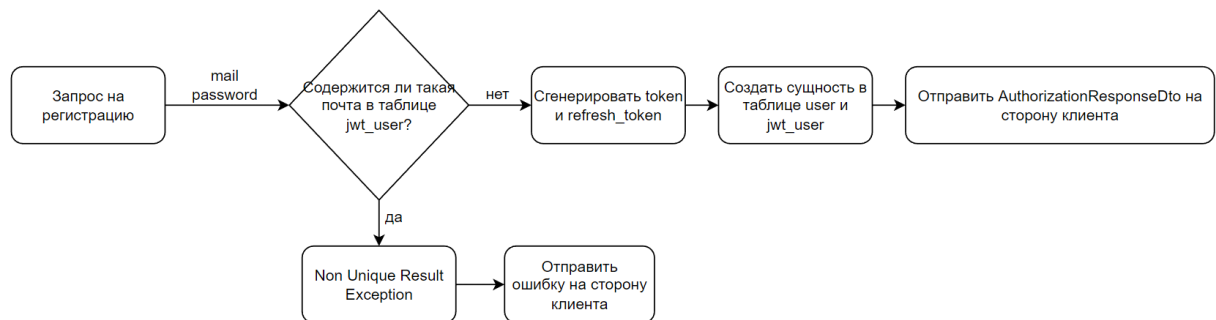 Запрос на
регистрацию
mail
password
Содержится ли такая
почта в таблице
jwt_user?
нет
Сгенерировать token
и refresh_token
Создать сущность в
таблице user и
jwt_user
Отправить AuthorizationResponseDto на
сторону клиента
да
Non Unique Result
Exception
Отправить
ошибку на сторону
клиента